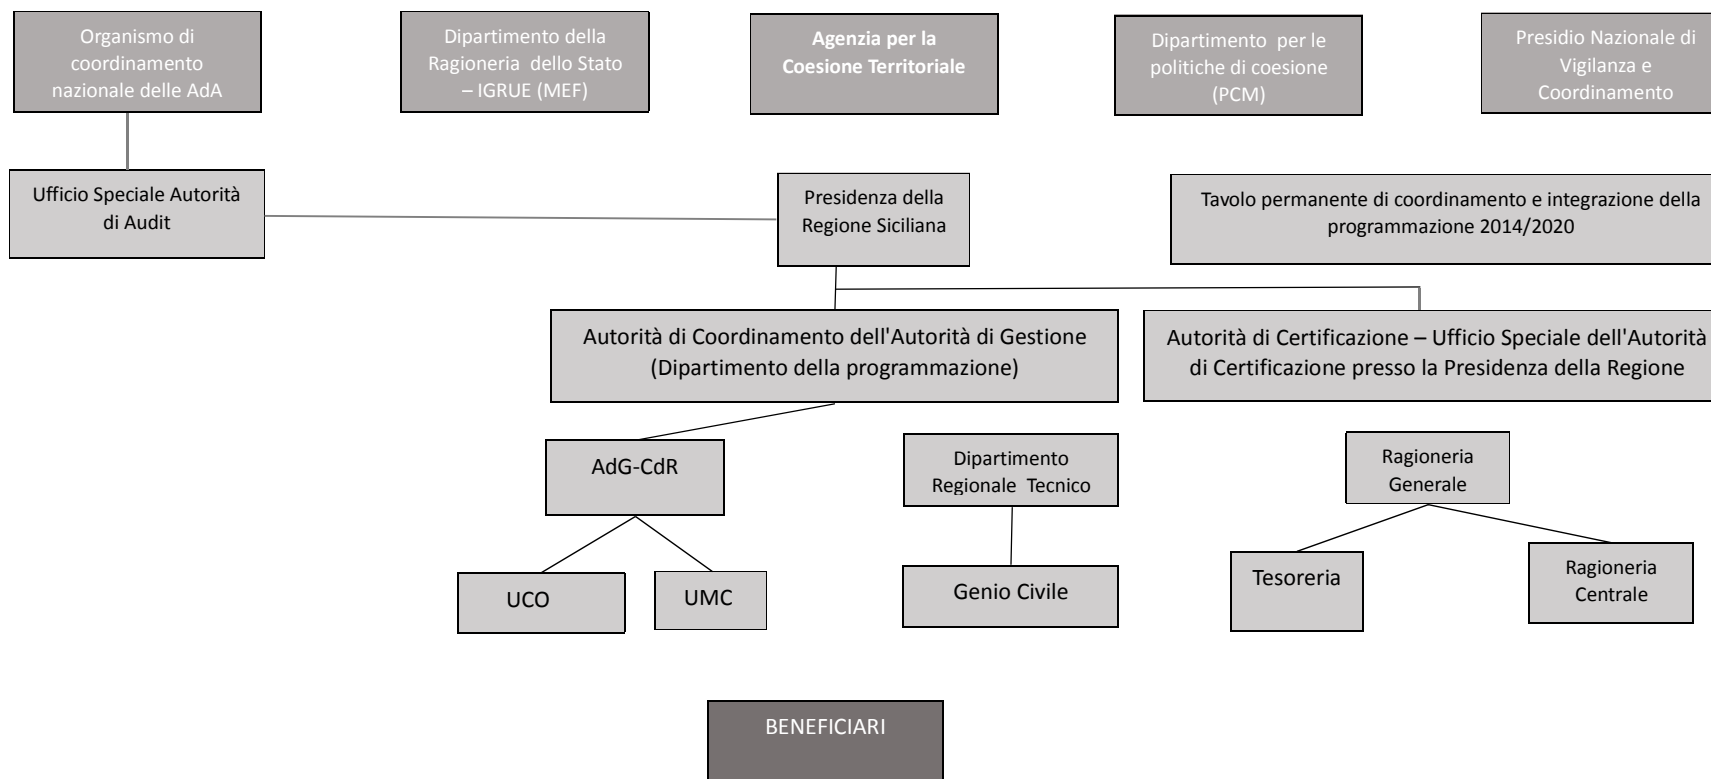 Organismo di
coordinamento
nazionale delle AdA
Dipartimento della
Ragioneria dello Stato
– IGRUE (MEF)
Agenzia per la
Coesione Territoriale
Dipartimento per le
politiche di coesione
(PCM)
Presidio Nazionale di
Vigilanza e
Coordinamento
Ufficio Speciale Autorità
di Audit
Presidenza della
Regione Siciliana
Tavolo permanente di coordinamento e integrazione della
programmazione 2014/2020
Autorità di Coordinamento dell'Autorità di Gestione
(Dipartimento della programmazione)
Autorità di Certificazione – Ufficio Speciale dell'Autorità
di Certificazione presso la Presidenza della Regione
AdG-CdR
Dipartimento
Regionale Tecnico
Ragioneria
Generale
UCO
UMC
Genio Civile
Tesoreria
Ragioneria
Centrale
BENEFICIARI